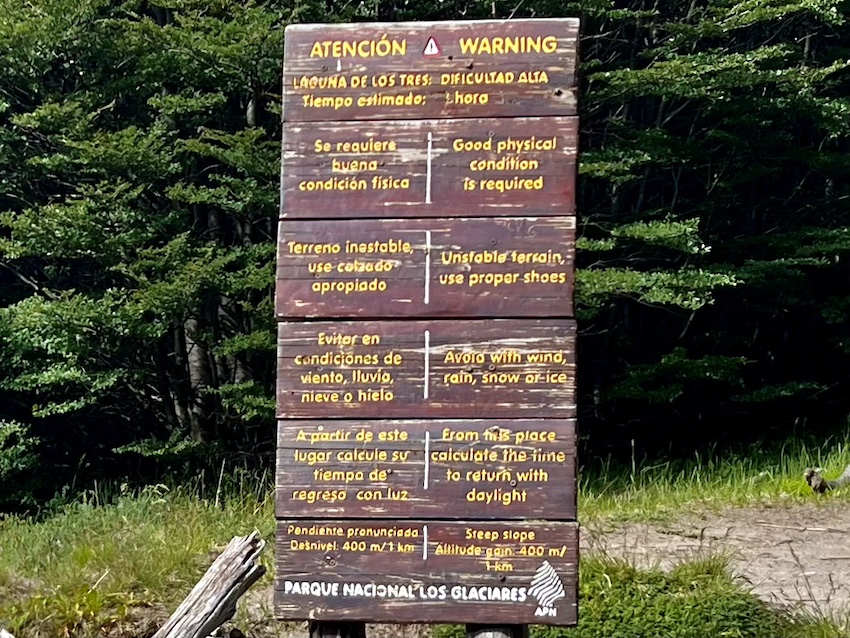 ATENCIÓN WARNING
LAGUNA DE LOS TRES: DIFICULTAD ALTA
Tiempo estimado: hora
Se requiere
buena
condición física
Good physical
condition
is required
Terreno inestable,
use calzado
apropiado
Unstable terrain,
use proper shoes
Evitar en
condiciónes de
viento, lluvia,
nieve o hielo
Avoid with wind,
rain, snow or ice
A partir de este
lugar calcule su
tiempo de
regreso con luz
From this place
calculate the time
to return with
daylight
Pendiente pronunciada
Desnivel: 400 m/1 km
Steep slope
Altitude gain: 400 m/
1 km
PARQUE NACIONAL LOS GLACIARES
APN